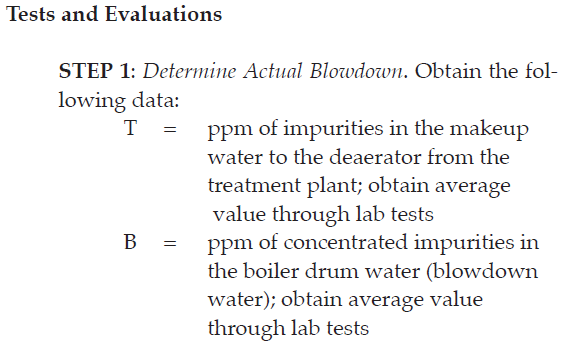 Tests and Evaluations
STEP 1: Determine Actual Blowdown. Obtain the fol-
lowing data:
T = ppm of impurities in the makeup
water to the deaerator from the
treatment plant; obtain average
value through lab tests
B = ppm of concentrated impurities in
the boiler drum water (blowdown
water); obtain average value
through lab tests